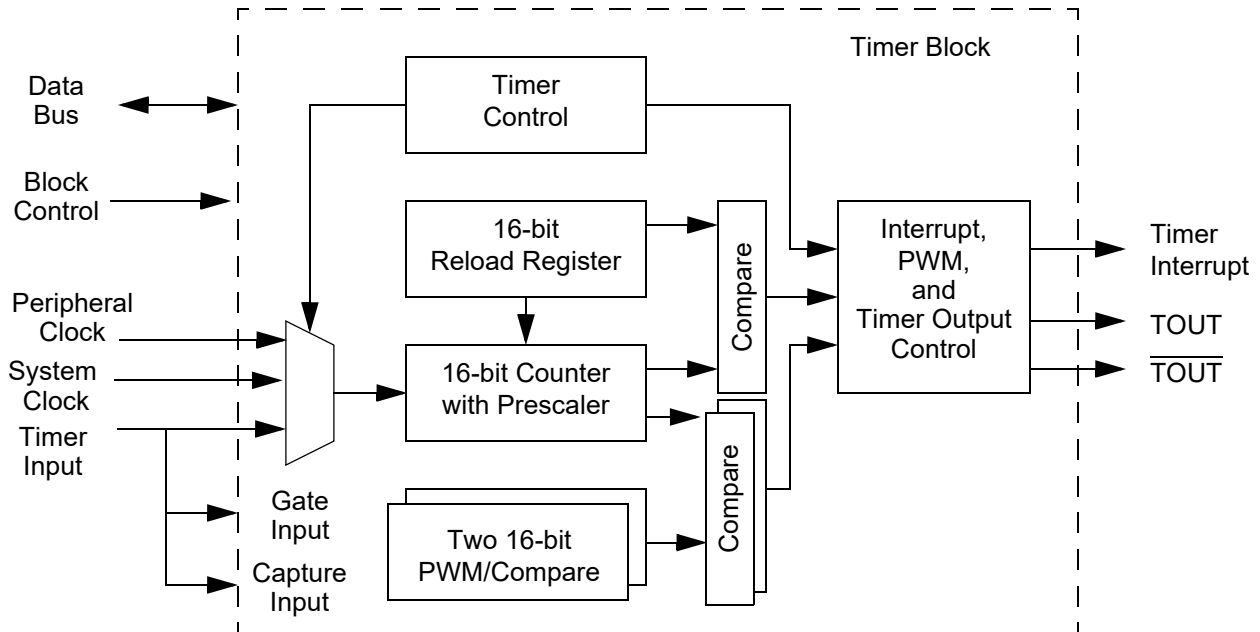 Timer Block
Data
Bus
Timer
Control
Block
Control
16-bit
Reload Register
Compare
Interrupt,
PWM,
and
Timer Output
Control
Timer
Interrupt
TOUT
TOUT
Peripheral
Clock
System
Clock
Timer
Input
16-bit Counter
with Prescaler
Compare
Gate
Input
Two 16-bit
PWM/Compare
Capture
Input